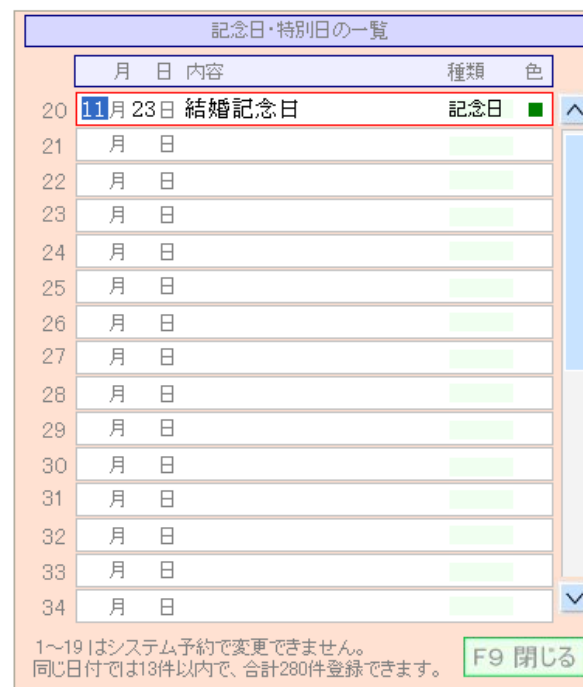 記念日・特別日の一覧
月 日 内容 種類 色
20 11月 23日 結婚記念日 記念日
21 月 日
22 月 日
23 月 日
24 月 日
25 月 日
26 月 日
27 月 日
28 月 日
29 月 日
30 月 日
31 月 日
32 月 日
33 月 日
34 月 日
1~19はシステム予約で変更できません。
同じ日付では13件以内で、合計280件登録できます。
F9 閉じる